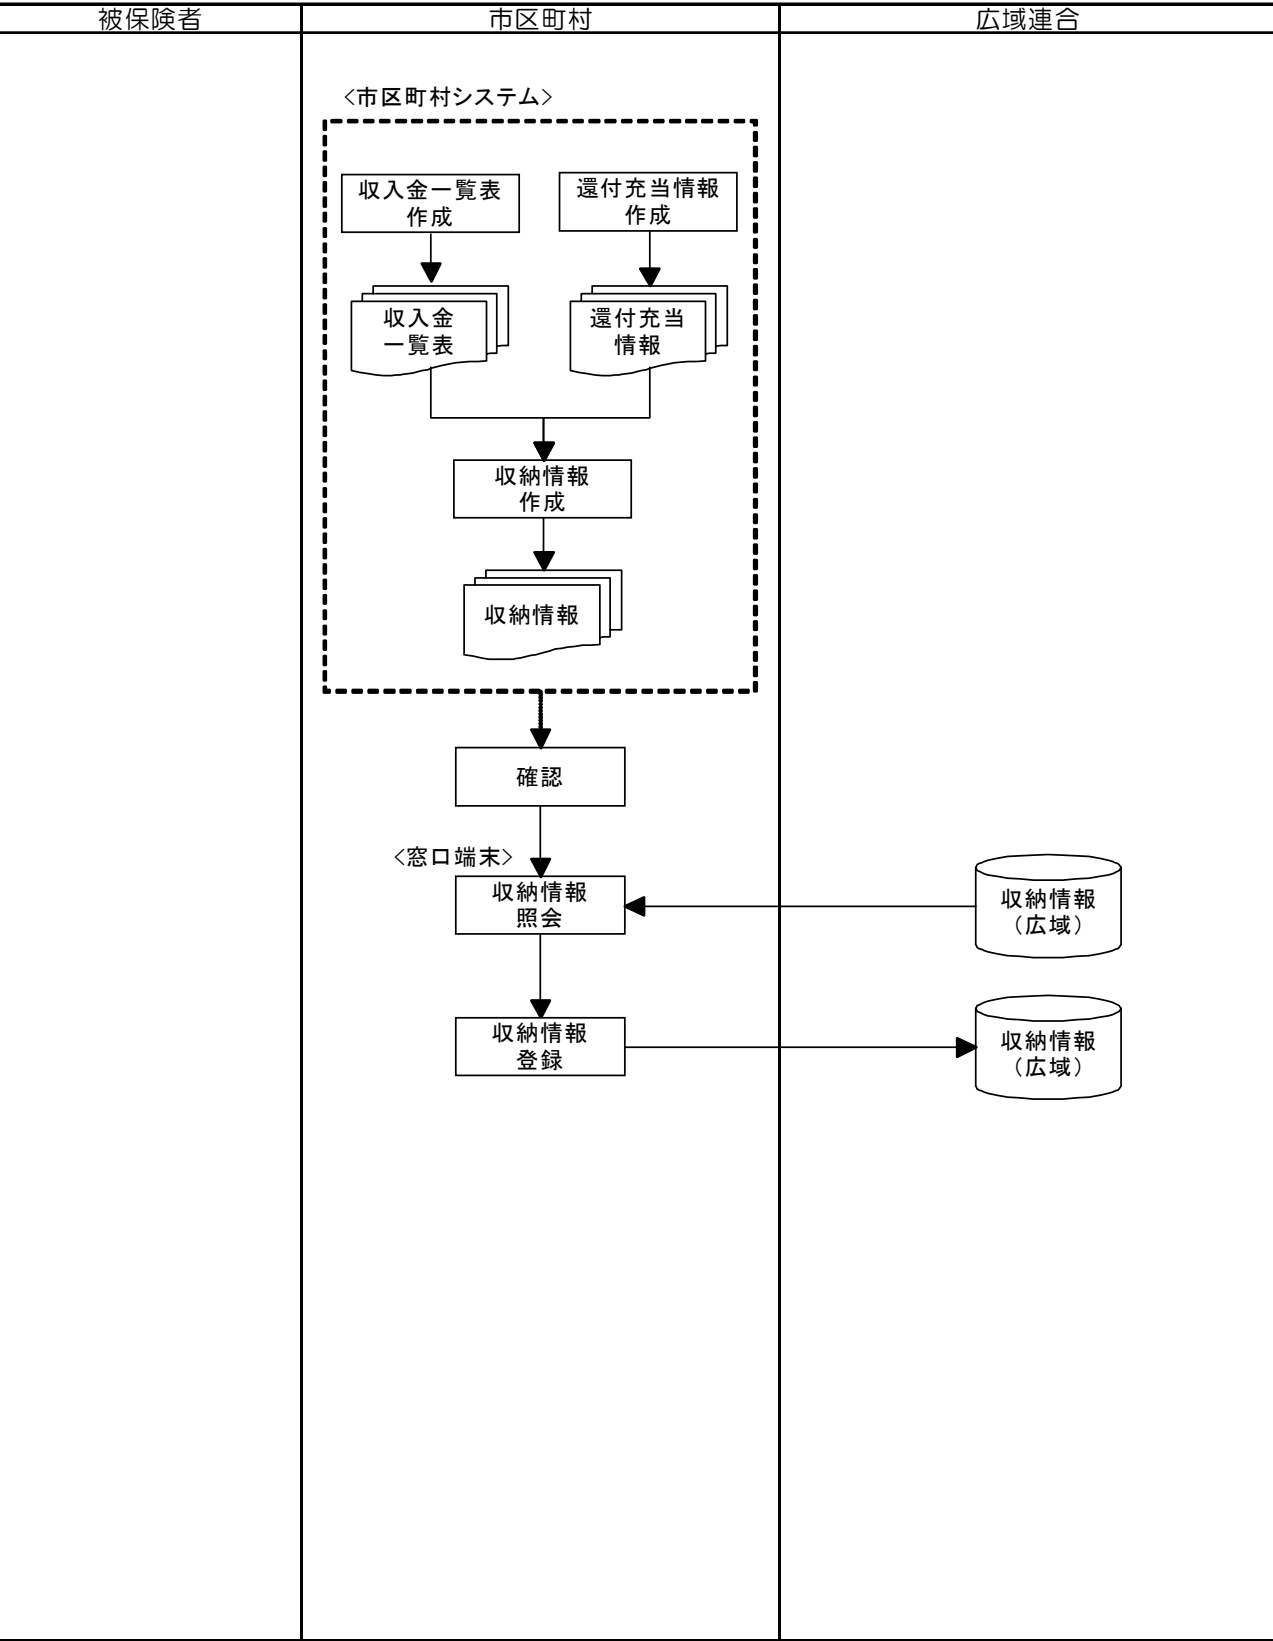 被保険者
市区町村
広域連合
＜市区町村システム＞
収入金一覧表
作成
還付充当情報
作成
収入金
一覧表
還付充当
情報
収納情報
作成
収納情報
確認
＜窓口端末＞
収納情報
照会
収納情報
（広域）
収納情報
登録
収納情報
（広域）